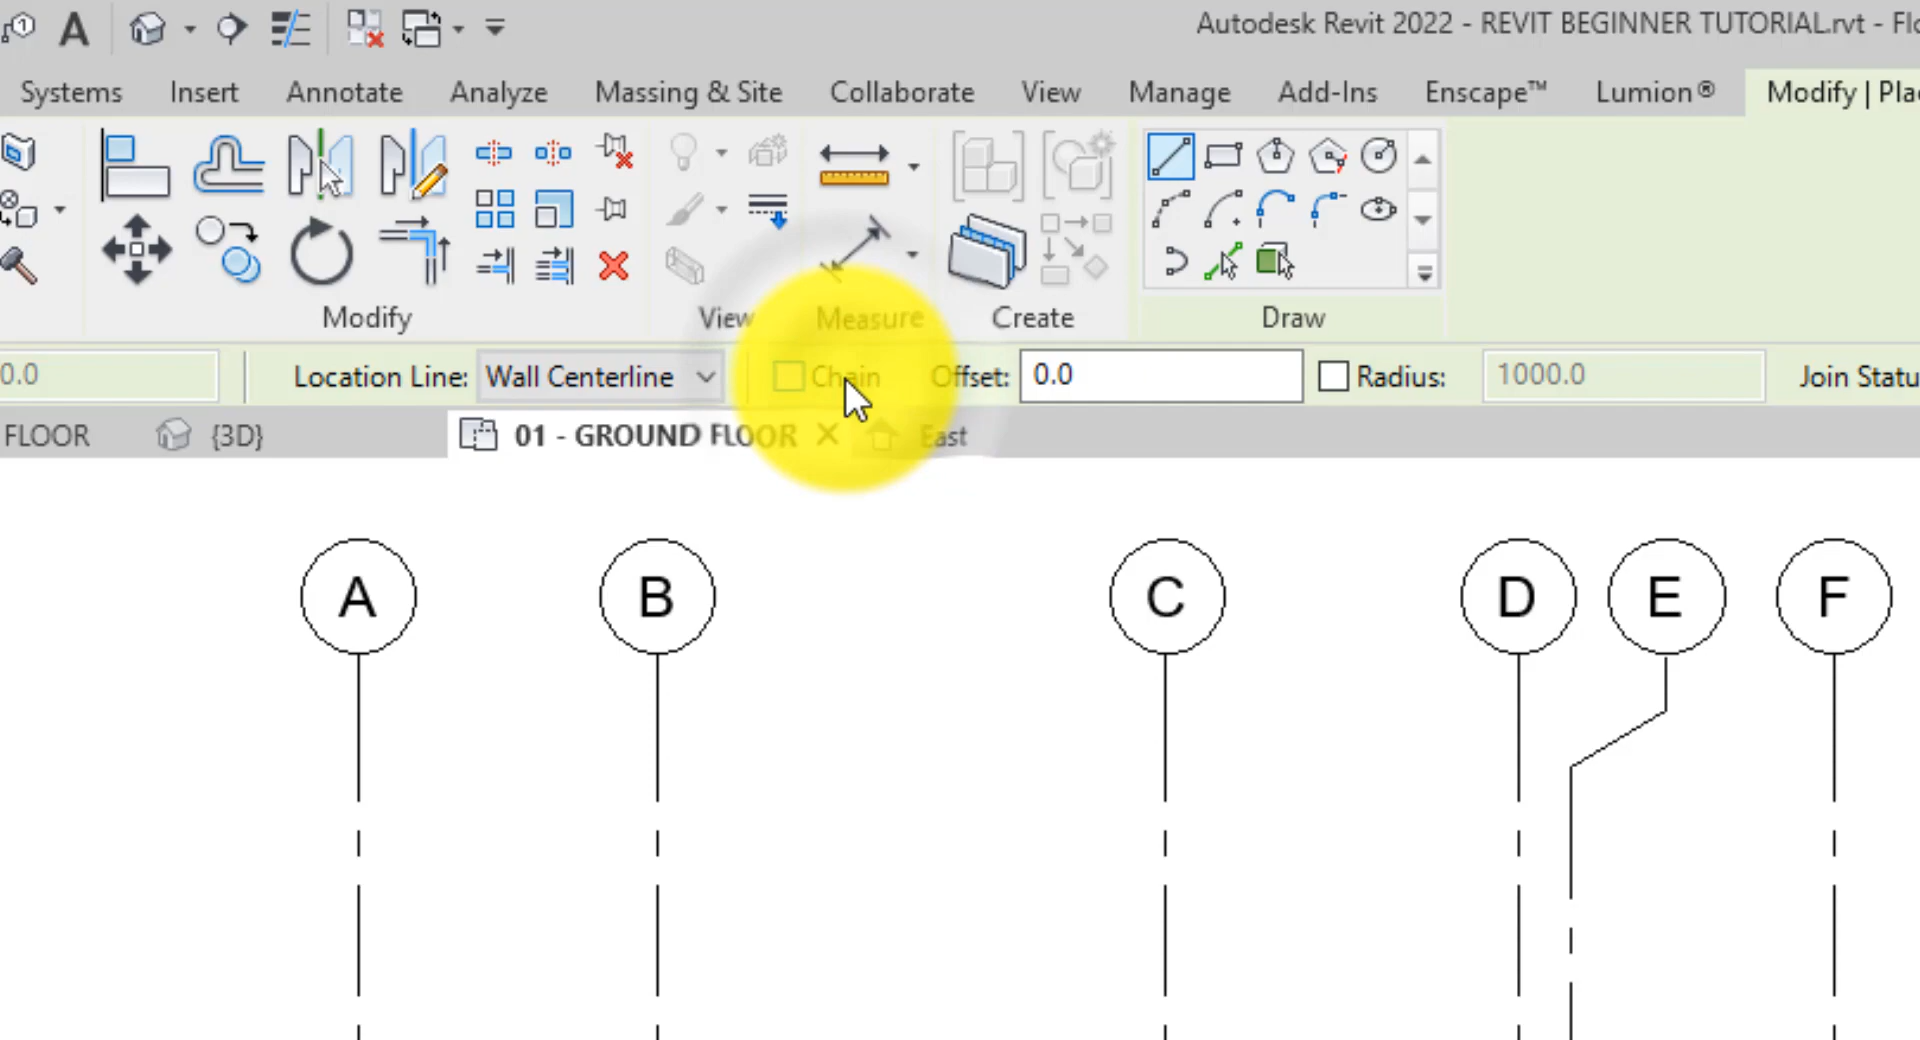 1 A
Autodesk Revit 2022 - REVIT BEGINNER TUTORIAL.rvt - Flo
Systems Insert Annotate Analyze Massing & Site Collaborate View Manage Add-Ins Enscape™ Lumion® Modify | Plac
Modify View Measure Create Draw
0.0 Location Line: Wall Centerline Chain Offset: 0.0 Radius: 1000.0 Join Statu
FLOOR {3D} 01 - GROUND FLOOR East
A B C D E F